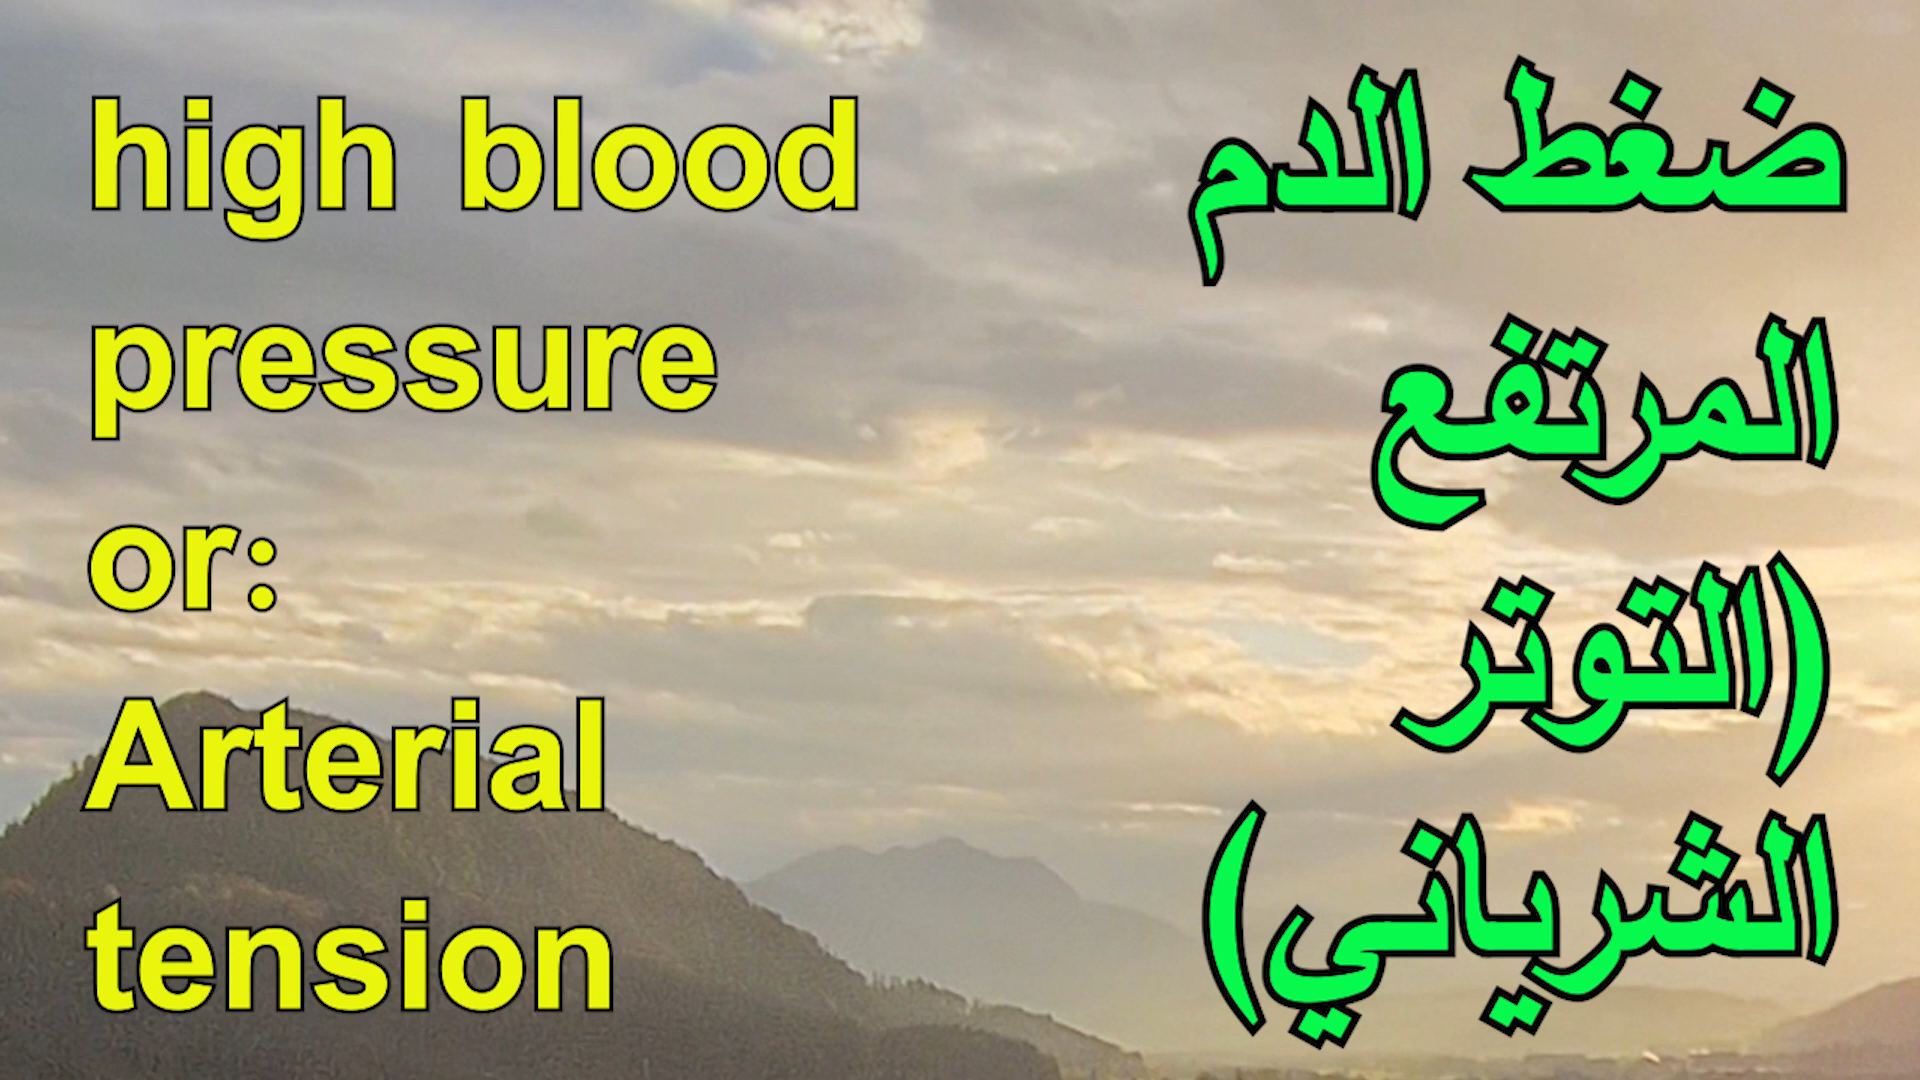 high blood
pressure
or:
Arterial
tension
ضغط الدم
المرتفع
(التوتر
الشرياني)